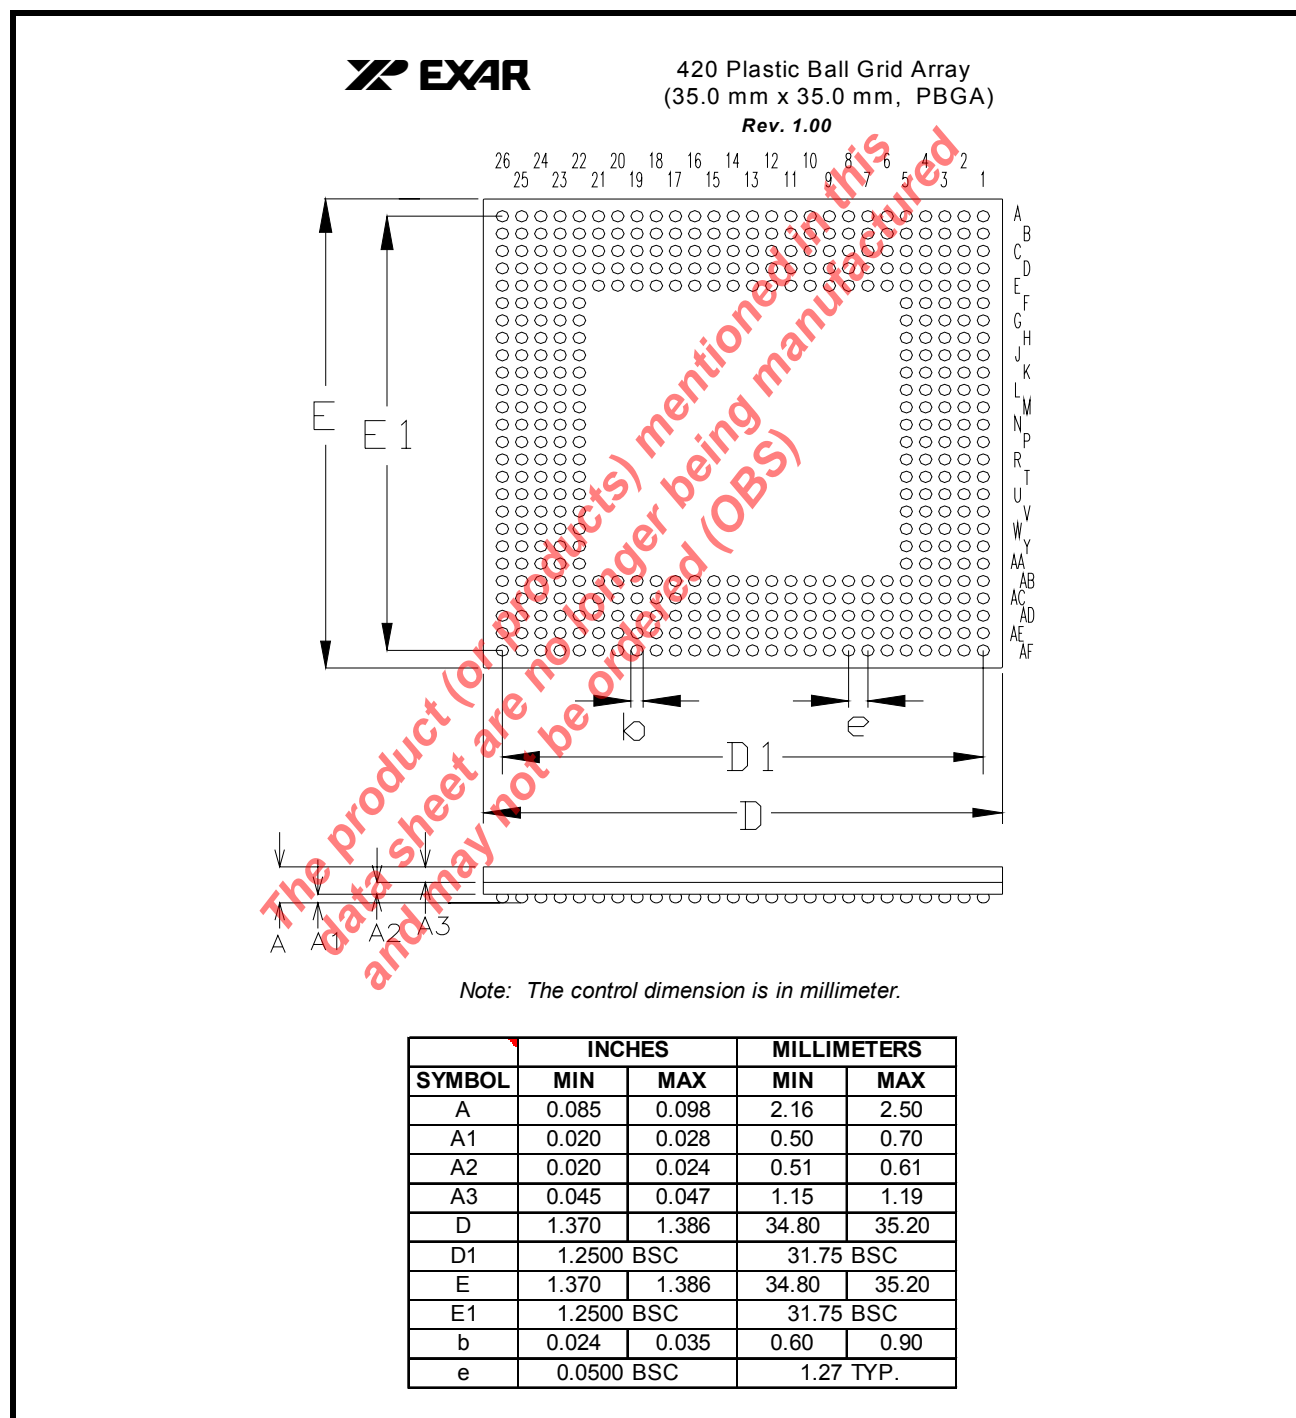 EXAR
420 Plastic Ball Grid Array
(35.0 mm x 35.0 mm, PBGA)
Rev. 1.00
26 24 22 20 18 16 14 12 10 8 6 4 2
25 23 21 19 17 15 13 11 9 7 5 3 1
A
B
C
D
E
F
G
H
J
K
L
M
N
P
R
T
U
V
W
Y
AA
AB
AC
AD
AE
AF
E
E1
b
e
D1
D
A
A1
A2
A3
The product (or products) mentioned in this
data sheet are no longer being manufactured
and may not be ordered (OBS)
Note: The control dimension is in millimeter.
INCHES MILLIMETERS
SYMBOL MIN MAX MIN MAX
A 0.085 0.098 2.16 2.50
A1 0.020 0.028 0.50 0.70
A2 0.020 0.024 0.51 0.61
A3 0.045 0.047 1.15 1.19
D 1.370 1.386 34.80 35.20
D1 1.2500 BSC 31.75 BSC
E 1.370 1.386 34.80 35.20
E1 1.2500 BSC 31.75 BSC
b 0.024 0.035 0.60 0.90
e 0.0500 BSC 1.27 TYP.